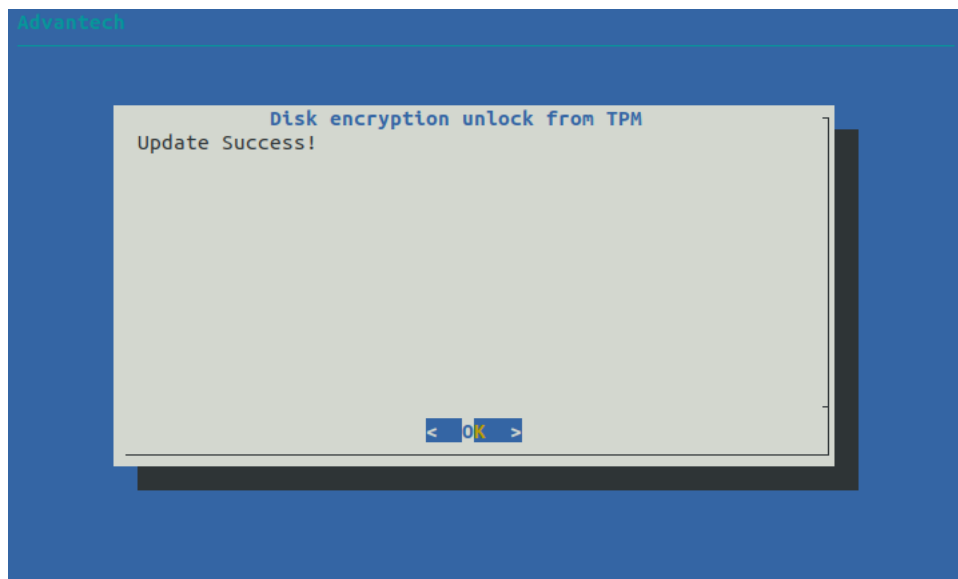 Advantech
Disk encryption unlock from TPM
Update Success!
< OK >